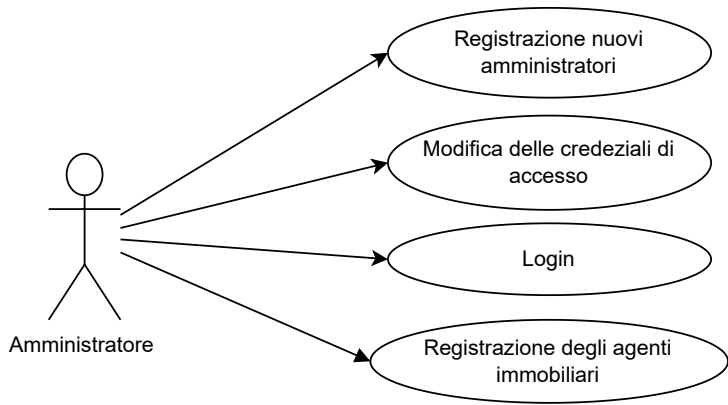 Registrazione nuovi
amministratori
Modifica delle credeziali di
accesso
Login
Amministratore
Registrazione degli agenti
immobiliari